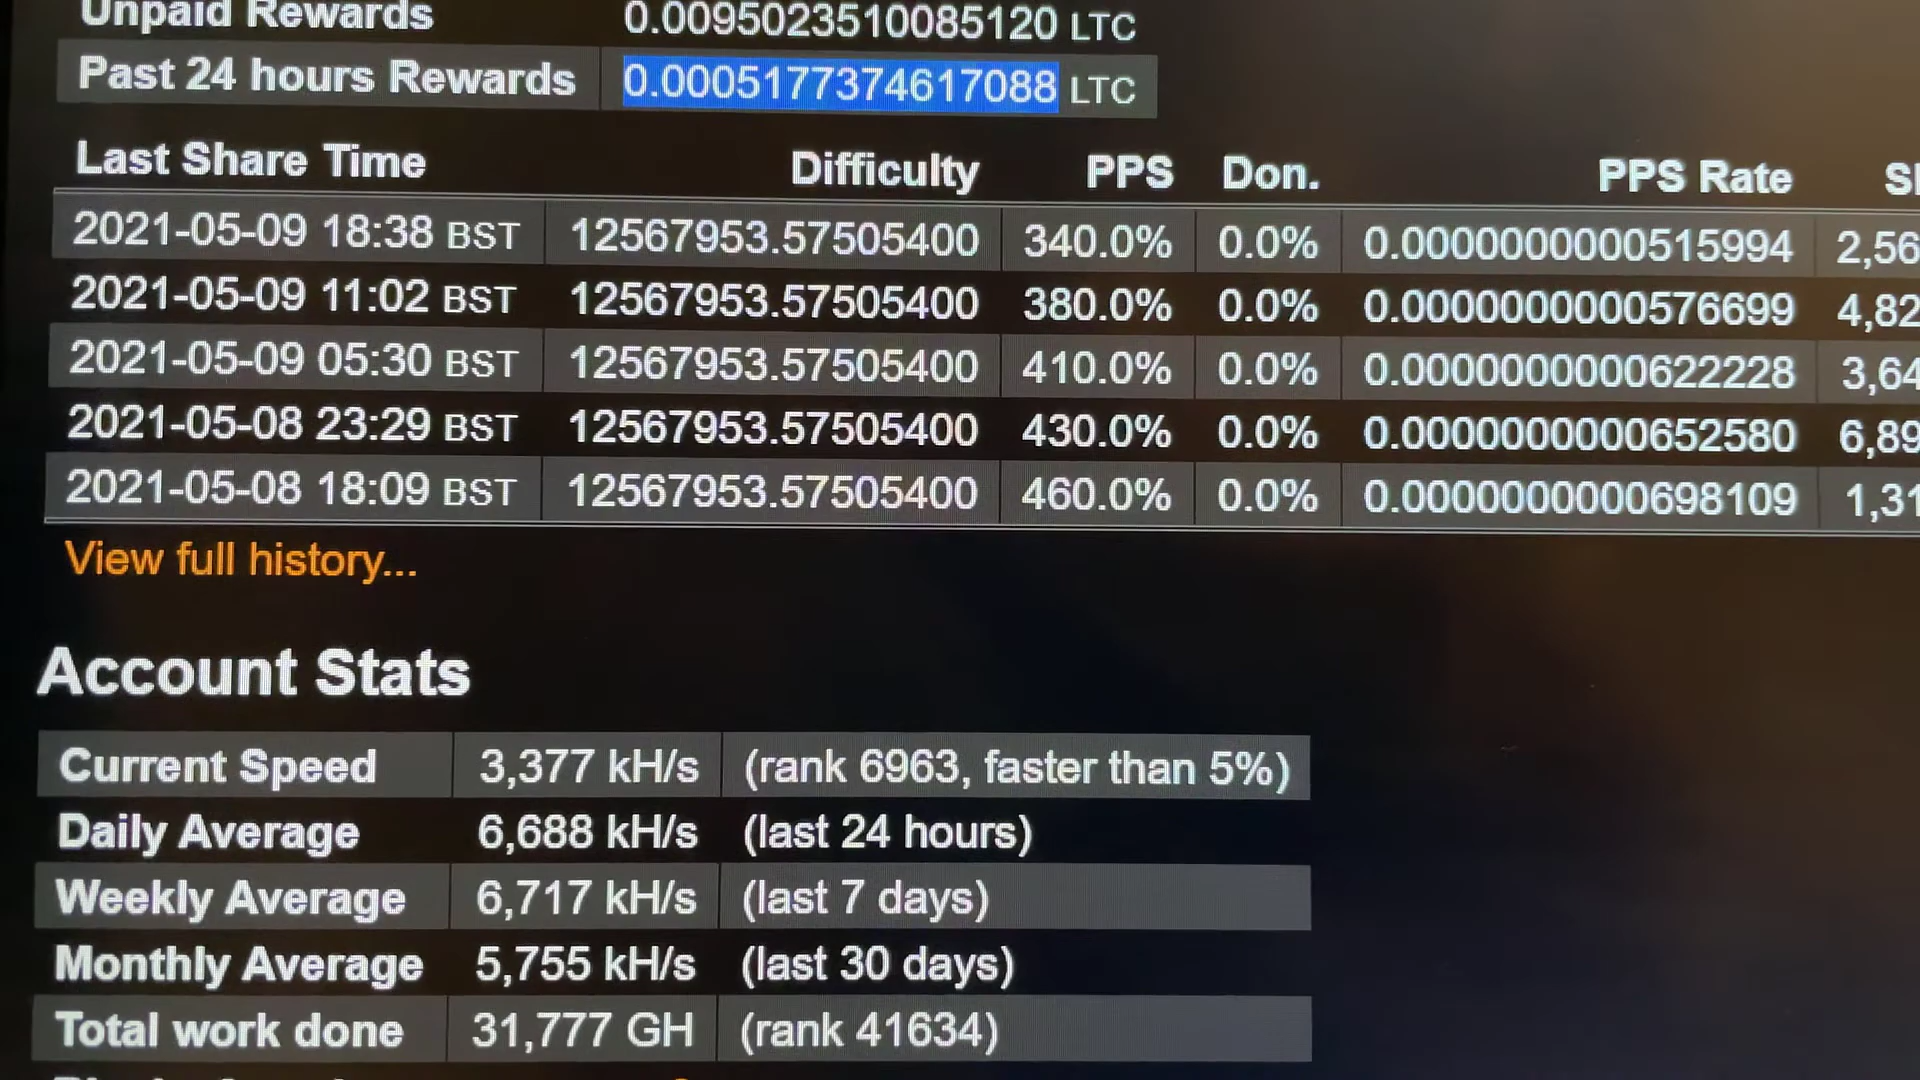 Unpaid Rewards 0.0095023510085120 LTC
Past 24 hours Rewards 0.0005177374617088 LTC
Last Share Time Difficulty PPS Don. PPS Rate
2021-05-09 18:38 BST 12567953.57505400 340.0% 0.0% 0.0000000000515994 2,56
2021-05-09 11:02 BST 12567953.57505400 380.0% 0.0% 0.0000000000576699 4,82
2021-05-09 05:30 BST 12567953.57505400 410.0% 0.0% 0.0000000000622228 3,64
2021-05-08 23:29 BST 12567953.57505400 430.0% 0.0% 0.0000000000652580 6,89
2021-05-08 18:09 BST 12567953.57505400 460.0% 0.0% 0.0000000000698109 1,31
View full history...
Account Stats
Current Speed 3,377 kH/s (rank 6963, faster than 5%)
Daily Average 6,688 kH/s (last 24 hours)
Weekly Average 6,717 kH/s (last 7 days)
Monthly Average 5,755 kH/s (last 30 days)
Total work done 31,777 GH (rank 41634)